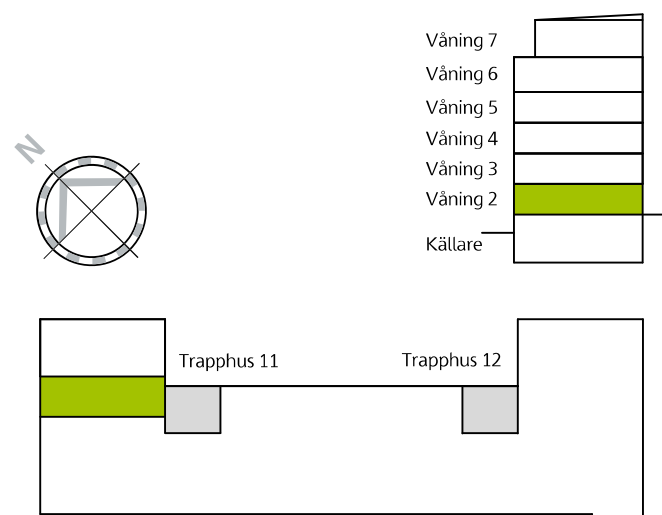 Våning 7
Våning 6
Våning 5
Våning 4
Våning 3
Våning 2
Källare
N
Trapphus 11
Trapphus 12